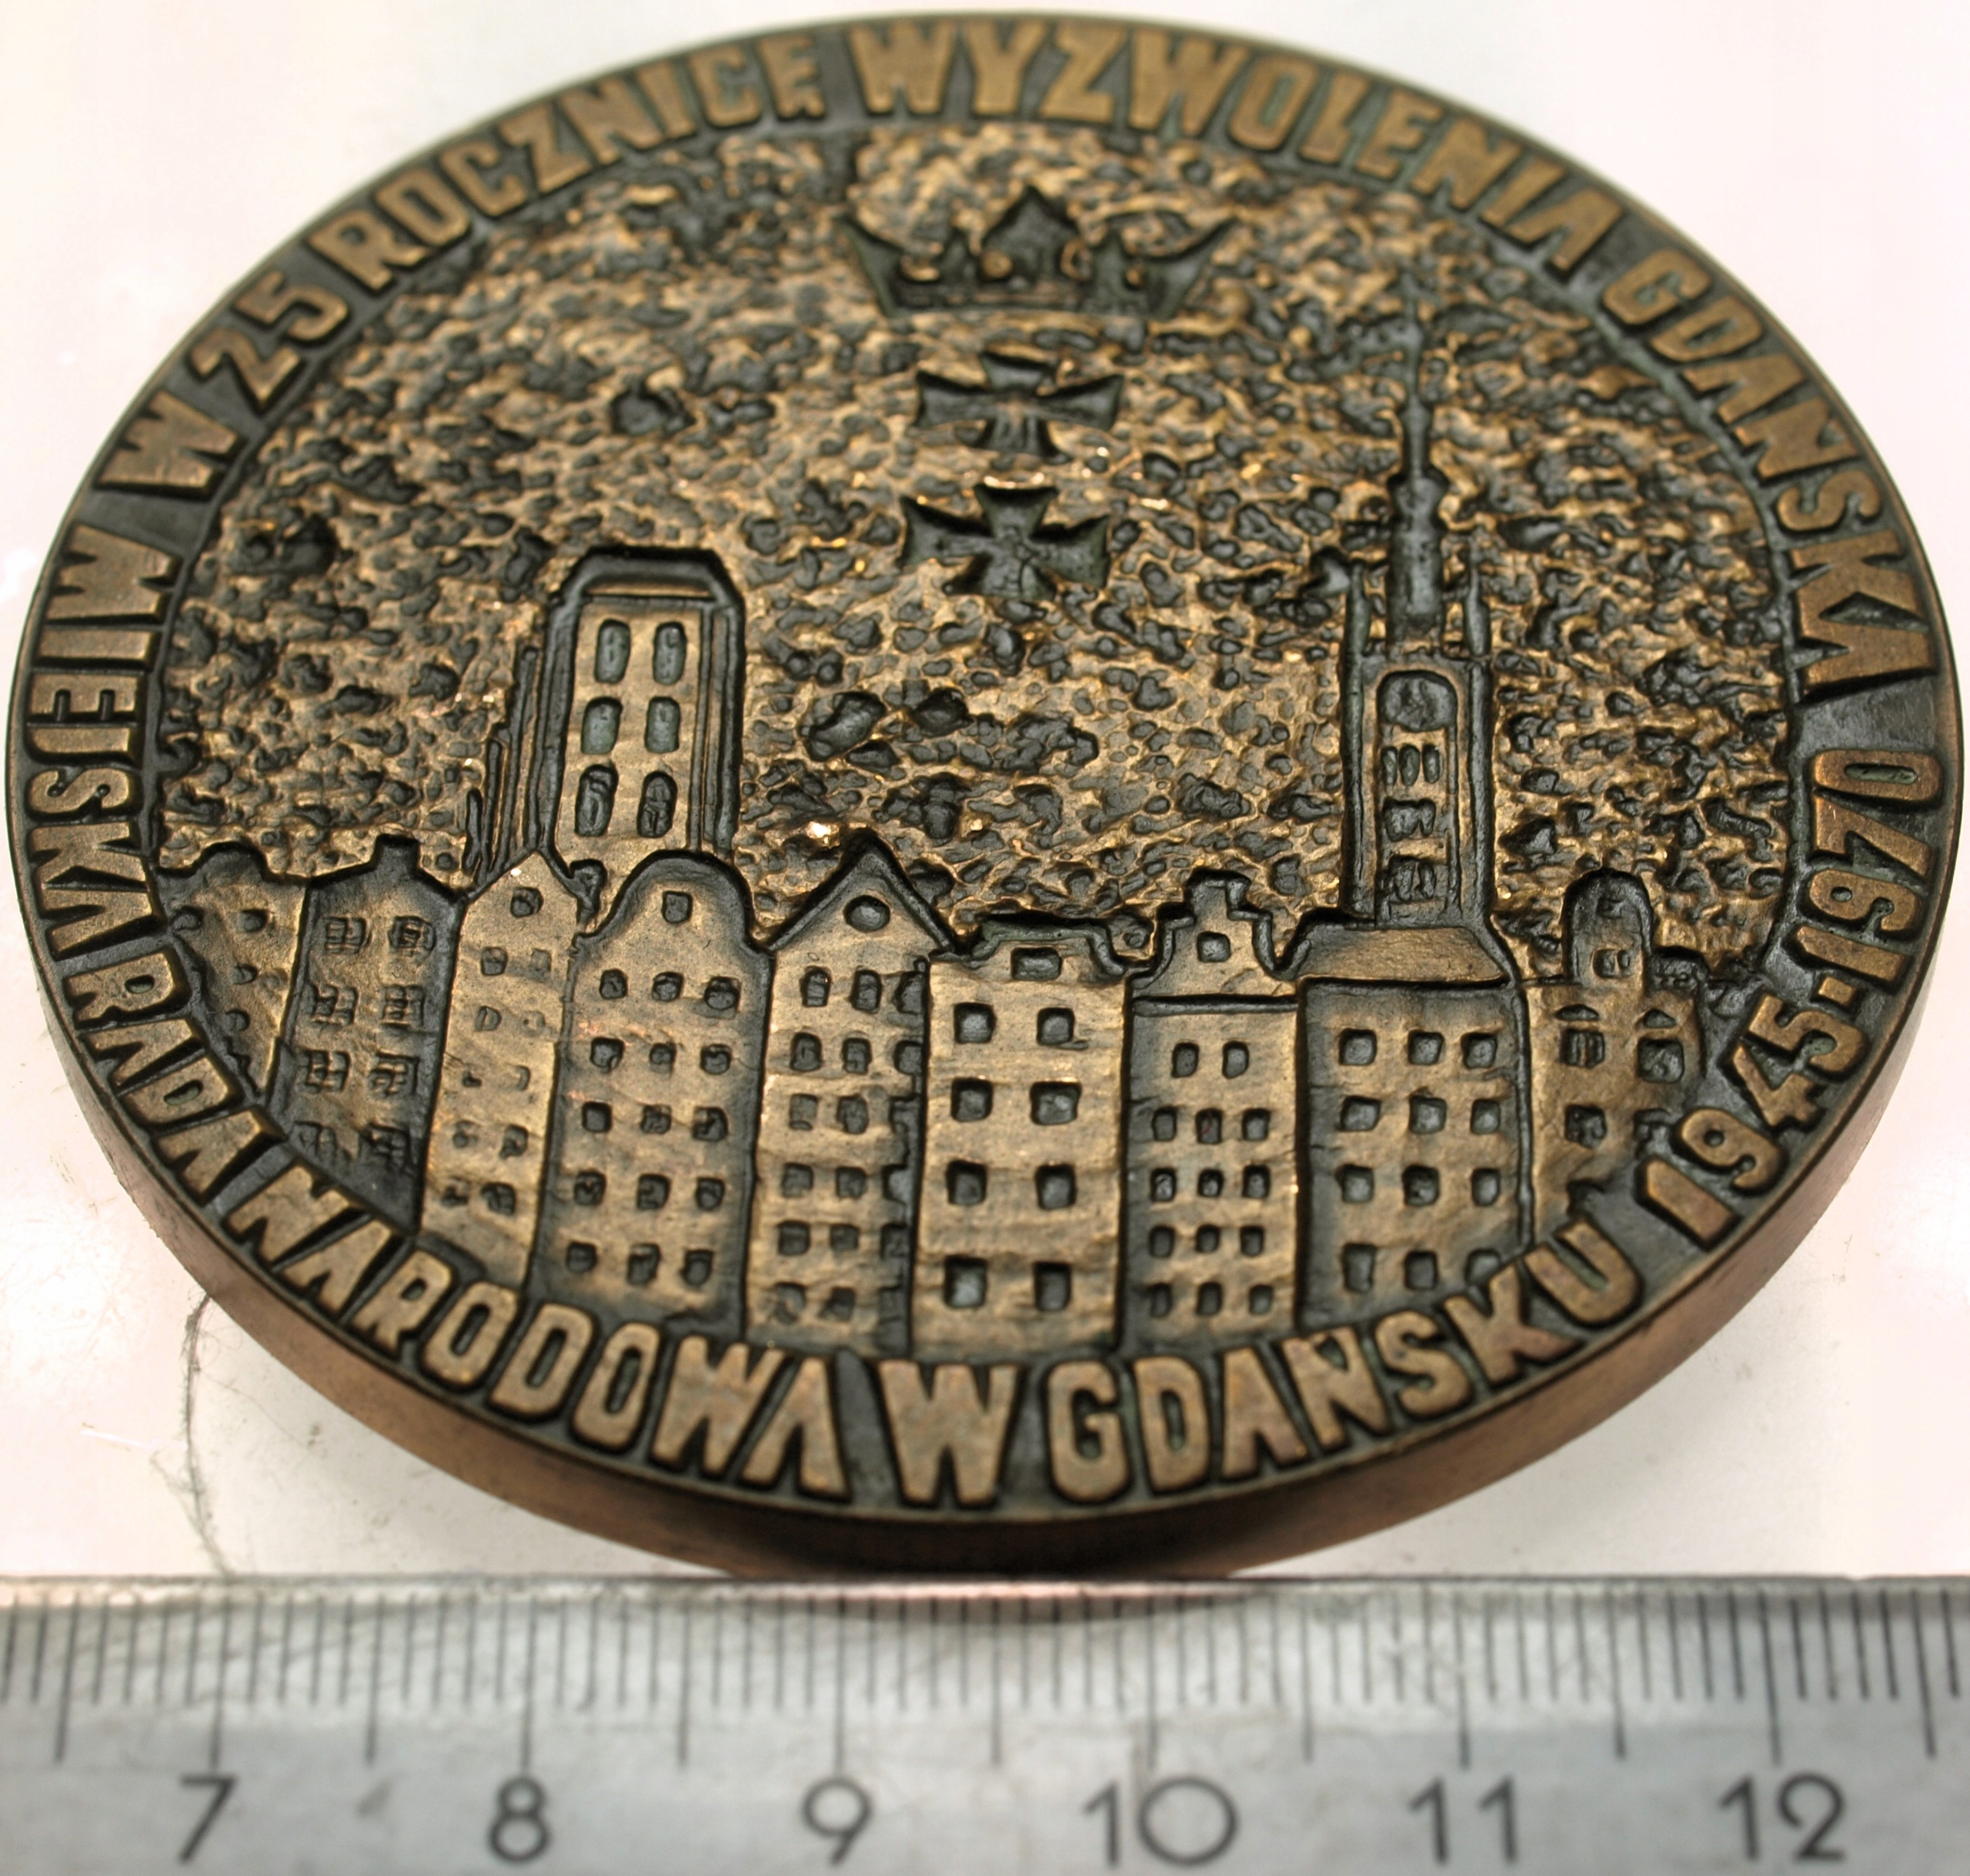 W 25 ROCZNICĘ WYZWOLENIA GDAŃSKA 1945-1970
MIEJSKA RADA NARODOWA W GDAŃSKU
7 8 9 10 11 12